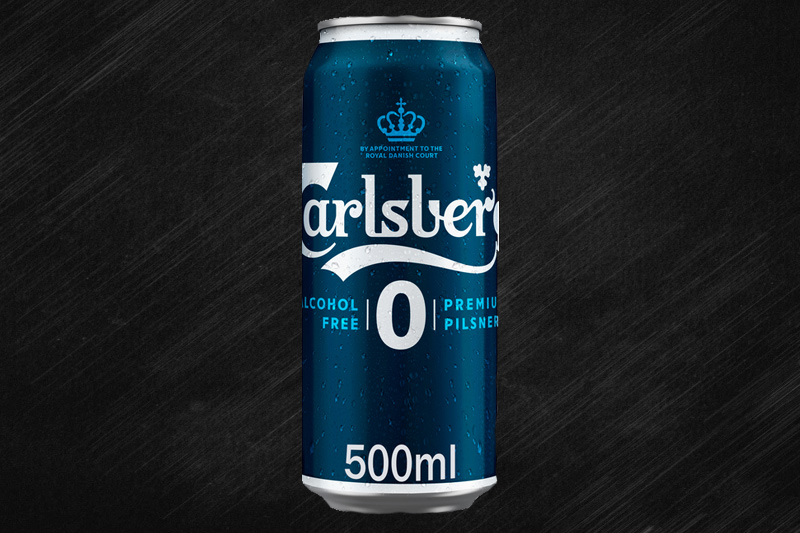 BY APPOINTMENT TO THE
ROYAL DANISH COURT
Carlsberg
ALCOHOL FREE
0
PREMIUM PILSNER
500ml